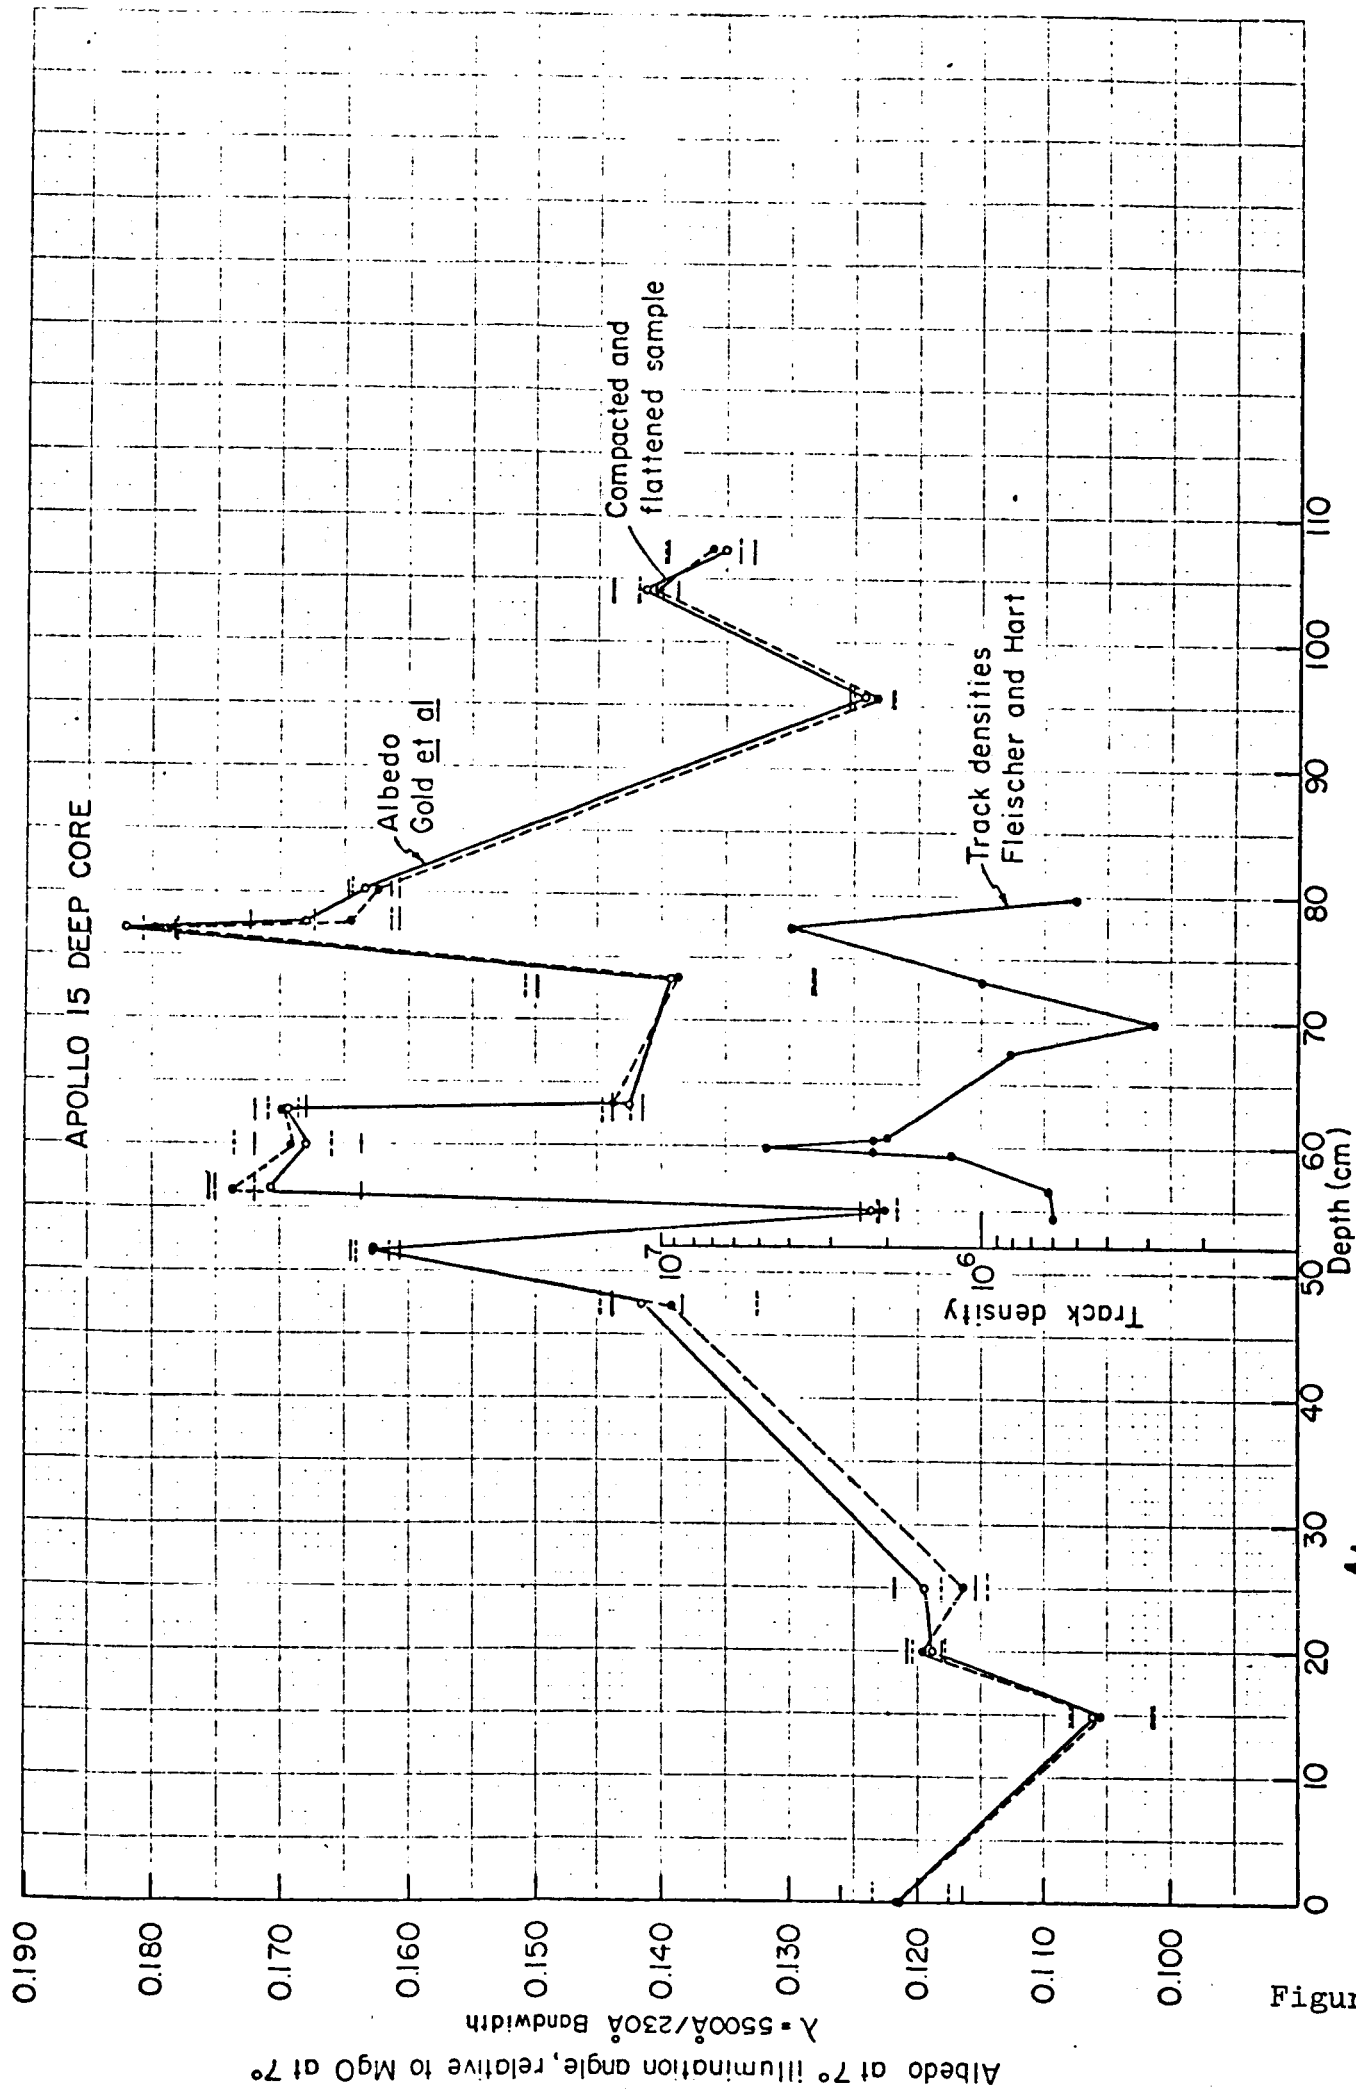 APOLLO 15 DEEP CORE
Albedo at 7° illumination angle, relative to MgO at 7°
λ = 5500Å/230Å Bandwidth
0.190
0.180
0.170
0.160
0.150
0.140
0.130
0.120
0.110
0.100
Albedo
Gold et al
Compacted and
flattened sample
Track densities
Fleischer and Hart
10⁷
10⁶
Track density
0
10
20
30
40
50
60
70
80
90
100
110
Depth (cm)
Figur